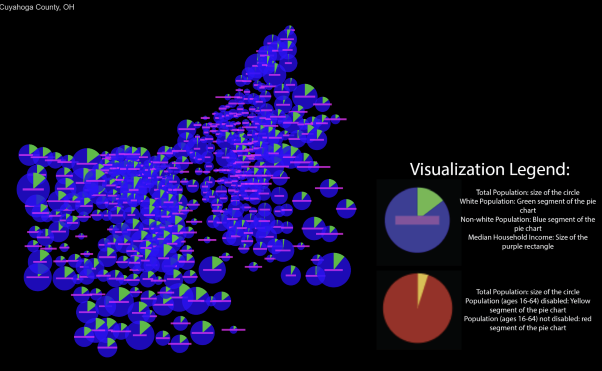 Cuyahoga County, OH
Visualization Legend:
Total Population: size of the circle
White Population: Green segment of the pie
chart
Non-white Population: Blue segment of the
pie chart
Median Household Income: Size of the
purple rectangle
Total Population: size of the circle
Population (ages 16-64) disabled: Yellow
segment of the pie chart
Population (ages 16-64) not disabled: red
segment of the pie chart